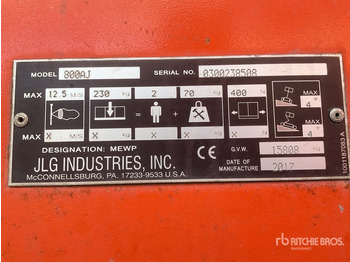 MODEL 800AJ SERIAL NO. 0300238508
MAX 12.5 M/S 230 kg = 2 + 70 kg 400 N MAX 4°
MAX X X kg = X + X kg X N MAX 4°
DESIGNATION: MEWP
JLG INDUSTRIES, INC.
McCONNELLSBURG, PA. 17233-9533 U.S.A.
CE
G.V.W. 15808 kg
DATE OF MANUFACTURE 2017
1001187083 A
rb ritchie bros.